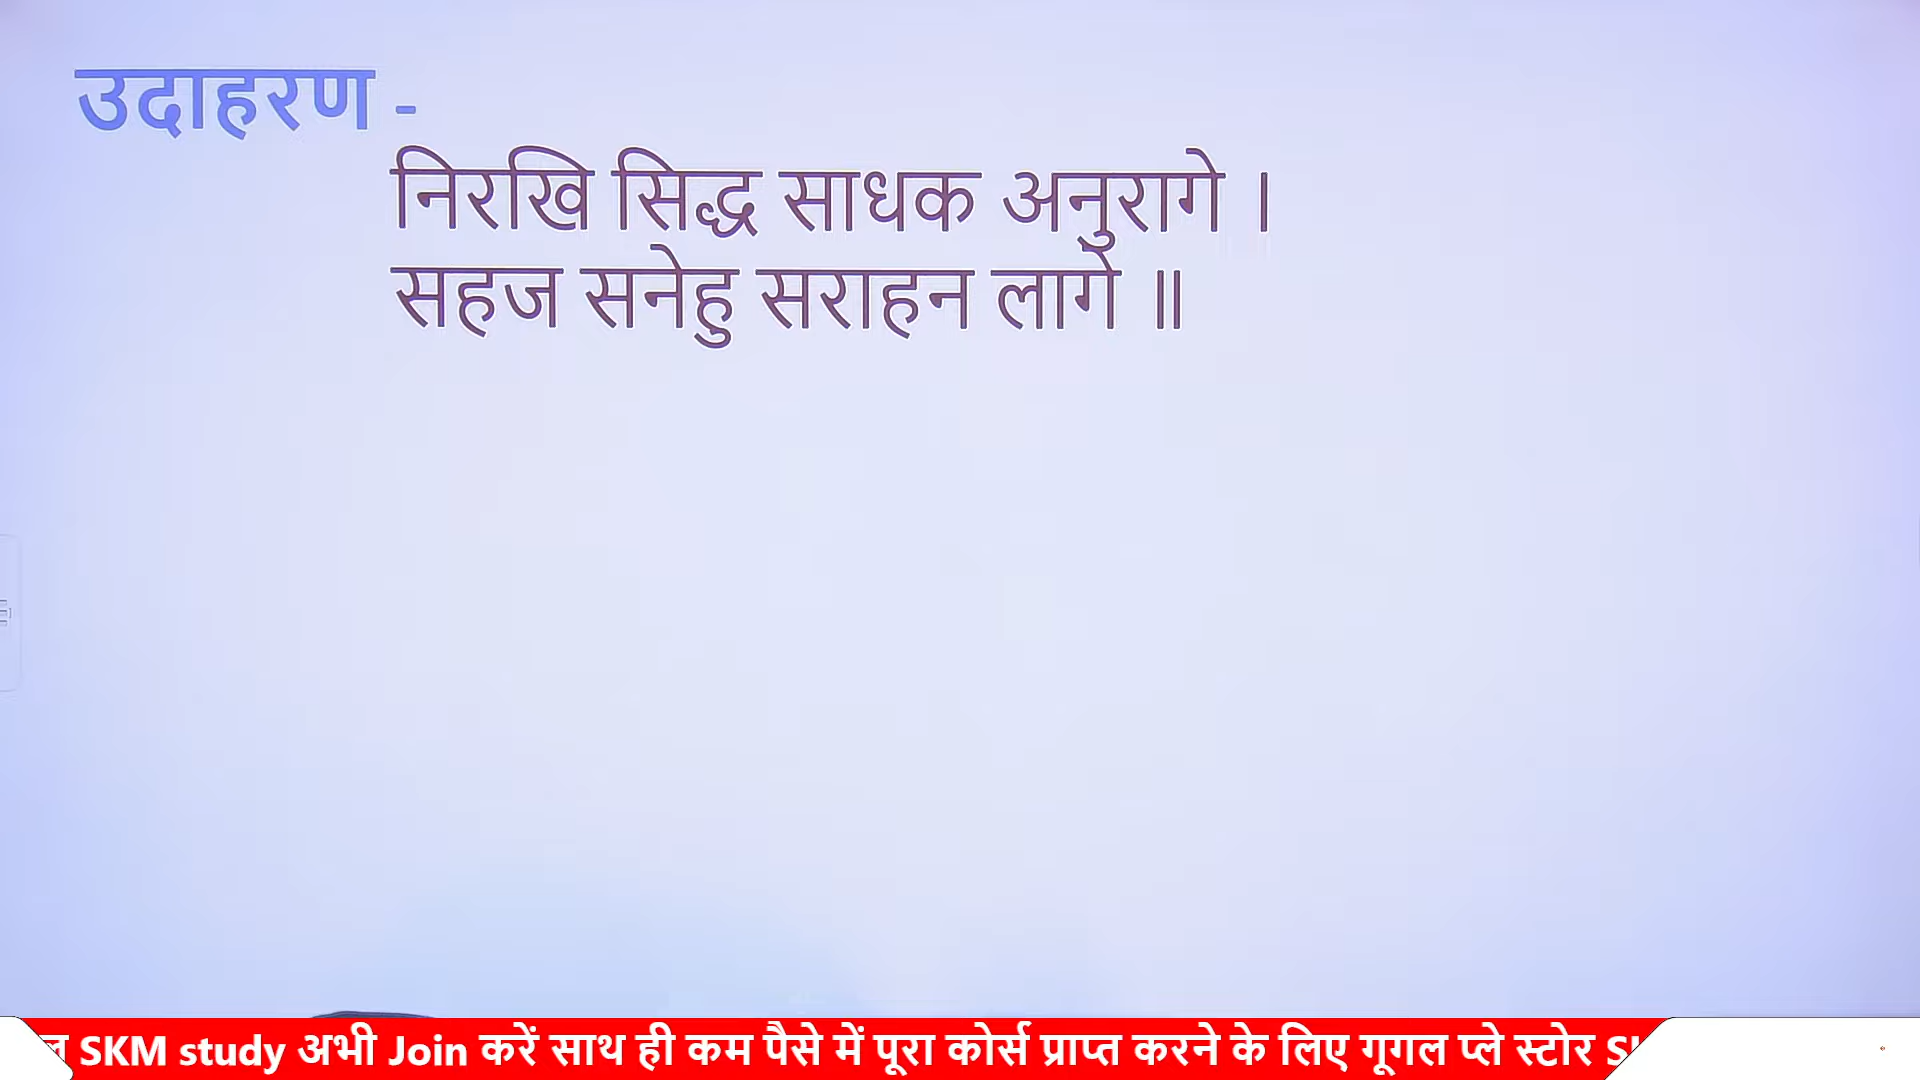 उदाहरण -
निरखि सिद्ध साधक अनुरागे ।
सहज सनेहु सराहन लागे ॥
SKM study अभी Join करें साथ ही कम पैसे में पूरा कोर्स प्राप्त करने के लिए गूगल प्ले स्टोर